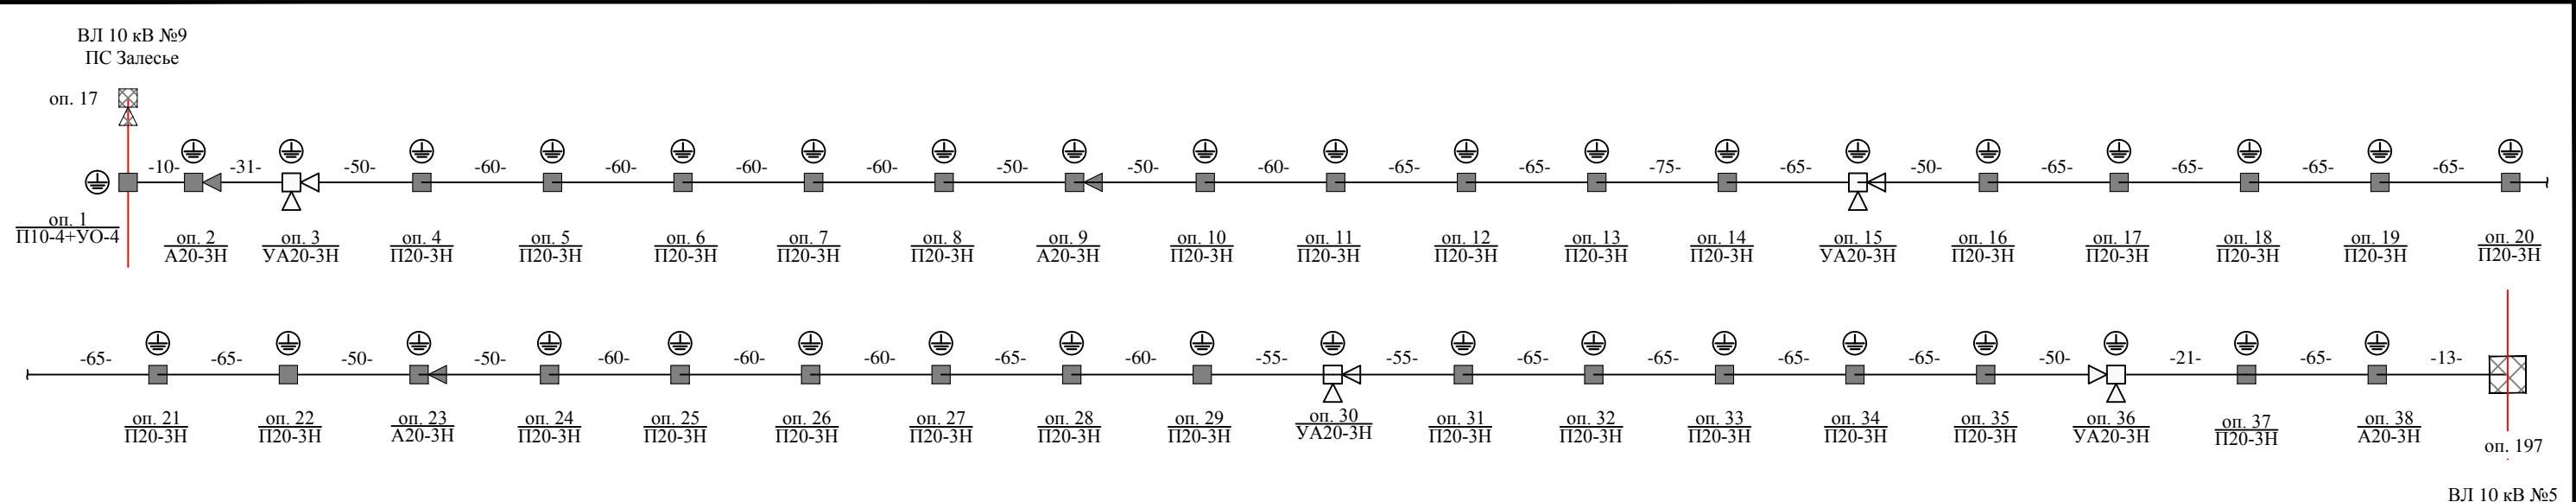 ВЛ 10 кВ №9
ПС Залесье
оп. 17
-10- -31- -50- -60- -60- -60- -60- -50- -50- -60- -65- -65- -75- -65- -50- -65- -65- -65- -65-
оп. 1
П10-4+УО-4
оп. 2 оп. 3 оп. 4 оп. 5 оп. 6 оп. 7 оп. 8 оп. 9 оп. 10 оп. 11 оп. 12 оп. 13 оп. 14 оп. 15 оп. 16 оп. 17 оп. 18 оп. 19 оп. 20
А20-3Н УА20-3Н П20-3Н П20-3Н П20-3Н П20-3Н П20-3Н А20-3Н П20-3Н П20-3Н П20-3Н П20-3Н П20-3Н УА20-3Н П20-3Н П20-3Н П20-3Н П20-3Н П20-3Н
-65- -65- -50- -50- -60- -60- -60- -65- -60- -55- -55- -65- -65- -65- -65- -50- -21- -65- -13-
оп. 21 оп. 22 оп. 23 оп. 24 оп. 25 оп. 26 оп. 27 оп. 28 оп. 29 оп. 30 оп. 31 оп. 32 оп. 33 оп. 34 оп. 35 оп. 36 оп. 37 оп. 38
П20-3Н П20-3Н А20-3Н П20-3Н П20-3Н П20-3Н П20-3Н П20-3Н П20-3Н УА20-3Н П20-3Н П20-3Н П20-3Н П20-3Н П20-3Н УА20-3Н П20-3Н А20-3Н
оп. 197
ВЛ 10 кВ №5